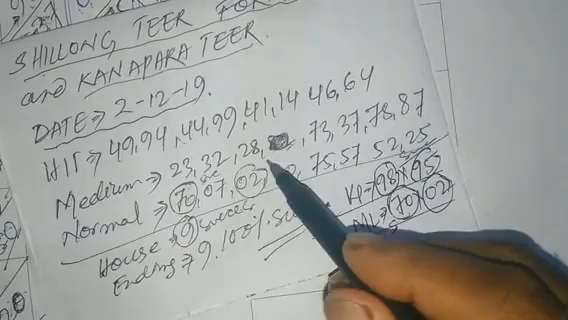 SHILLONG TEER FOR
and KANAPARA TEER.
DATE⇒ 2-12-19.
HIT⇒ 49,94,44,99,41,14 46,64
Medium⇒ 23,32,28, ,73,37,78,87
Normal⇒ 70,07,02, 75,57 52,25
House⇒ 9 KP⇒ 98 95
Ending⇒ 9.100%. 70 02